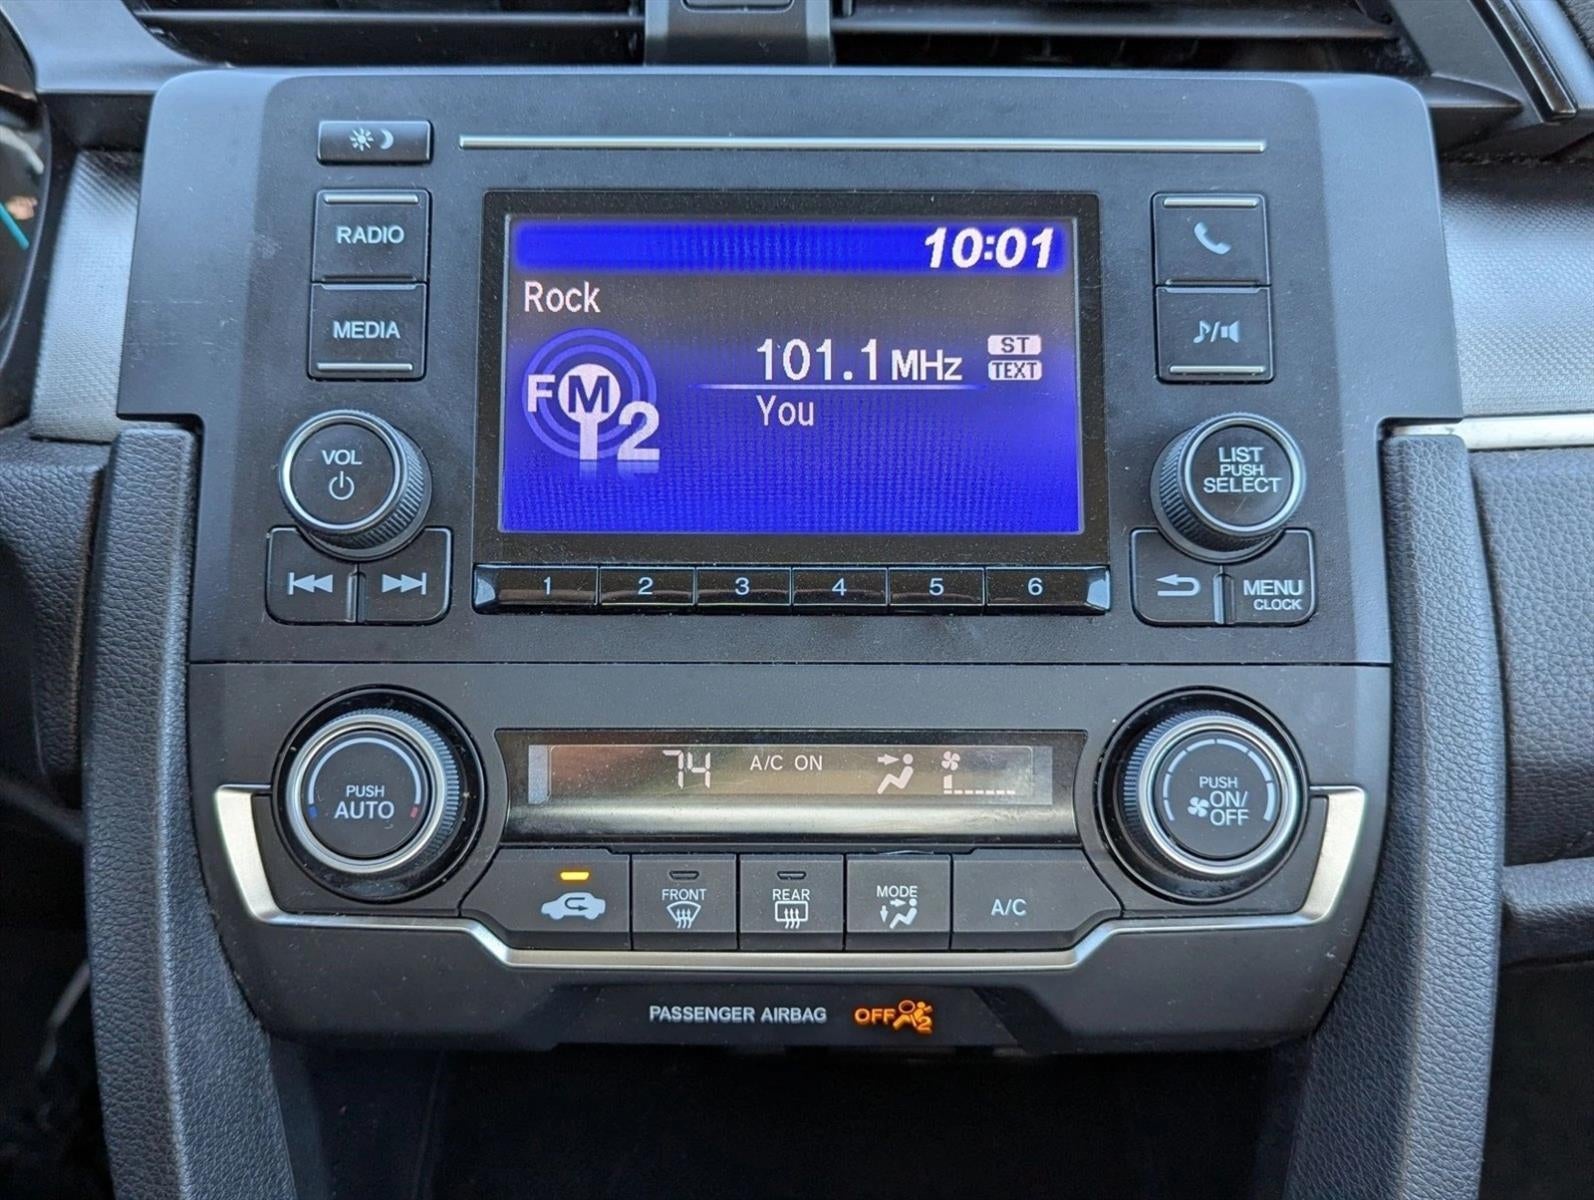 10:01
RADIO
Rock
MEDIA
101.1 MHz
ST
TEXT
FM2
You
VOL
LIST
PUSH
SELECT
1 2 3 4 5 6
MENU
CLOCK
74 A/C ON
PUSH
AUTO
PUSH
ON/
OFF
FRONT
REAR
MODE
A/C
PASSENGER AIRBAG OFF
2